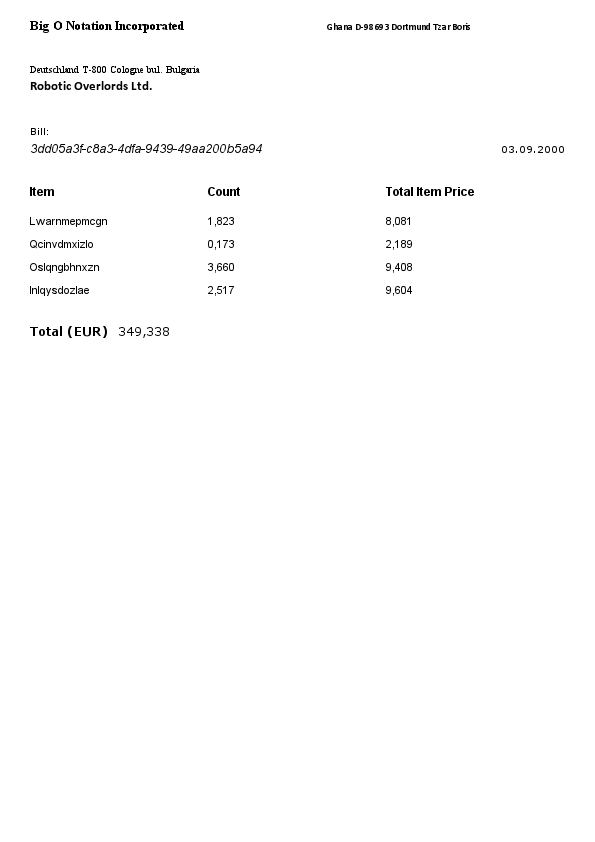 Big O Notation Incorporated Ghana D-98693 Dortmund Tzar Boris
Deutschland T-800 Cologne bul. Bulgaria
Robotic Overlords Ltd.
Bill:
3dd05a3f-c8a3-4dfa-9439-49aa200b5a94 03.09.2000
Item Count Total Item Price
Lwarnmepmcgn 1,823 8,081
Qcinvdmxizlo 0,173 2,189
Oslqngbhnxzn 3,660 9,408
Inlqysdozlae 2,517 9,604
Total (EUR) 349,338